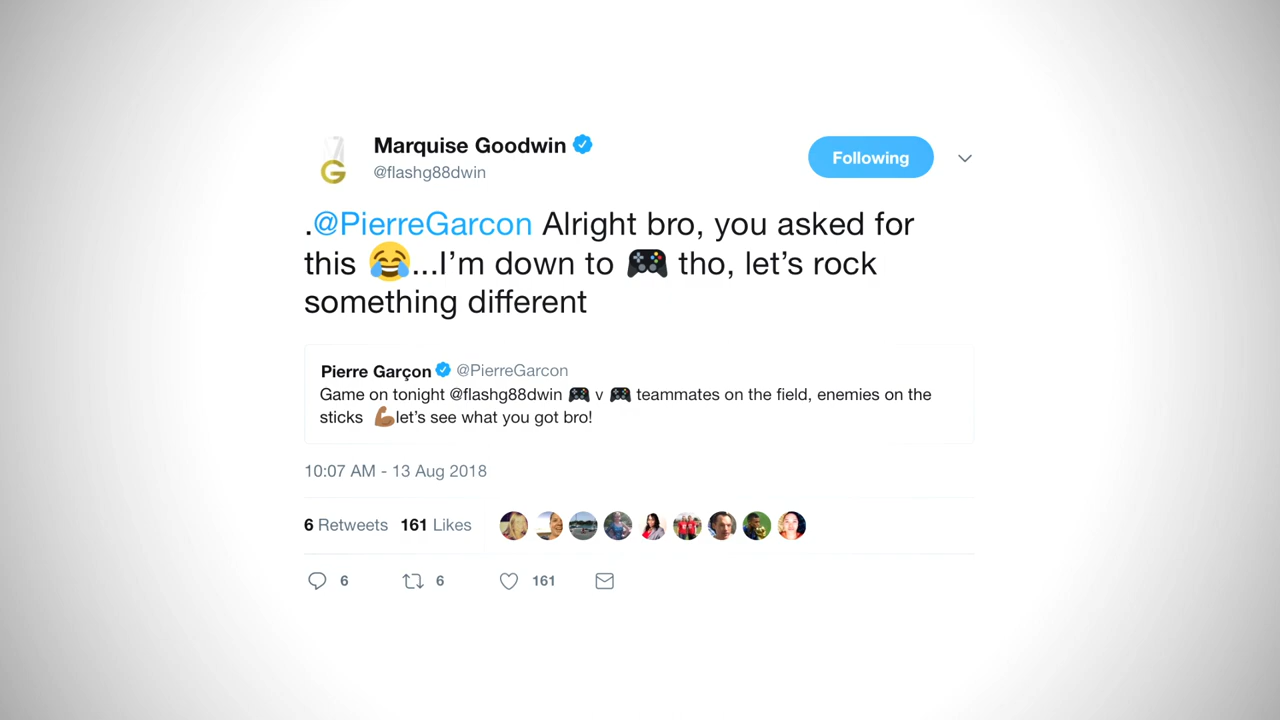 Marquise Goodwin
@flashg88dwin
Following
.@PierreGarcon Alright bro, you asked for
this 😂...I'm down to 🎮 tho, let's rock
something different
Pierre Garçon @PierreGarcon
Game on tonight @flashg88dwin 🎮 v 🎮 teammates on the field, enemies on the
sticks 💪🏾let's see what you got bro!
10:07 AM - 13 Aug 2018
6 Retweets 161 Likes
6 6 161